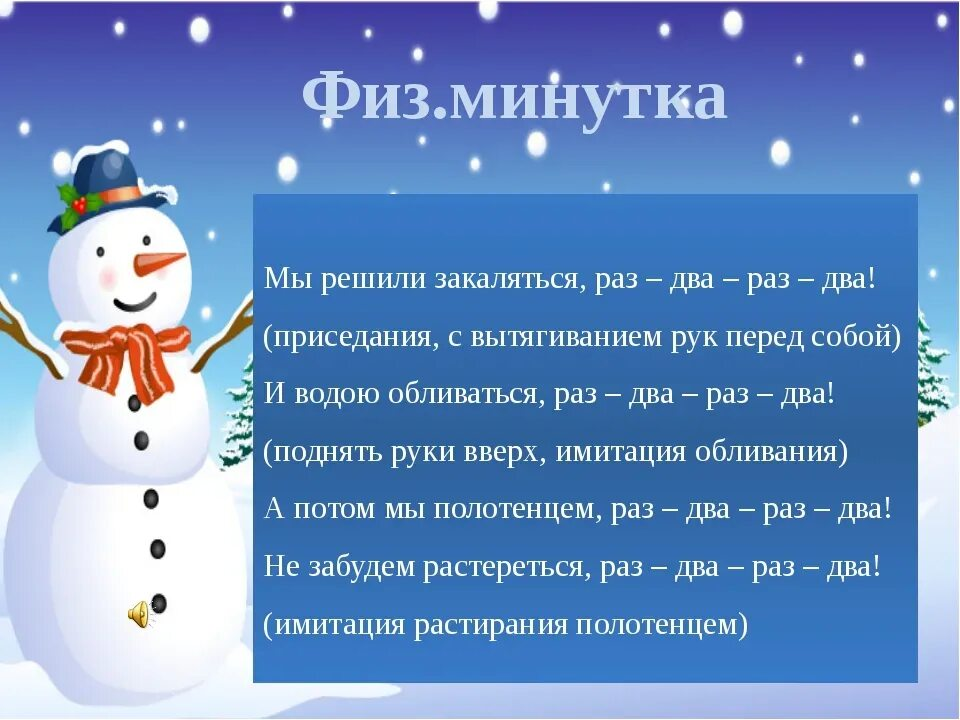 Физ.минутка
Мы решили закаляться, раз – два – раз – два!
(приседания, с вытягиванием рук перед собой)
И водою обливаться, раз – два – раз – два!
(поднять руки вверх, имитация обливания)
А потом мы полотенцем, раз – два – раз – два!
Не забудем растереться, раз – два – раз – два!
(имитация растирания полотенцем)